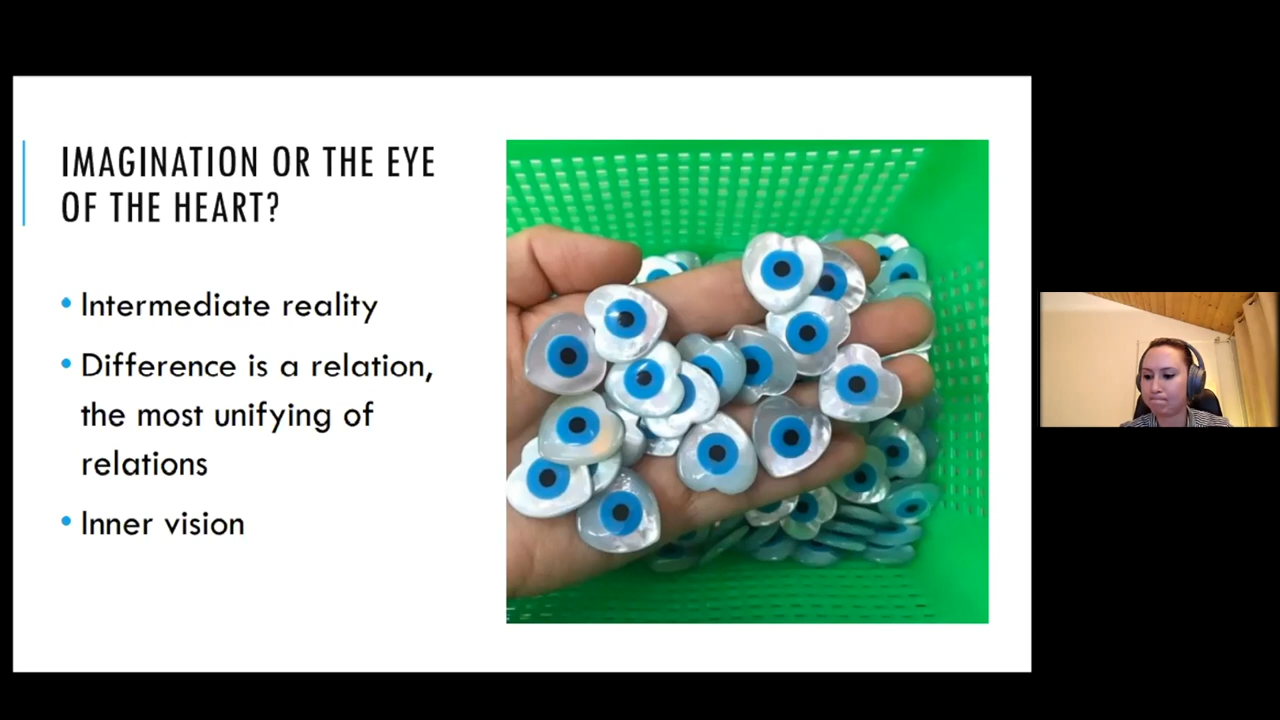 IMAGINATION OR THE EYE
OF THE HEART?
• Intermediate reality
• Difference is a relation,
the most unifying of
relations
• Inner vision